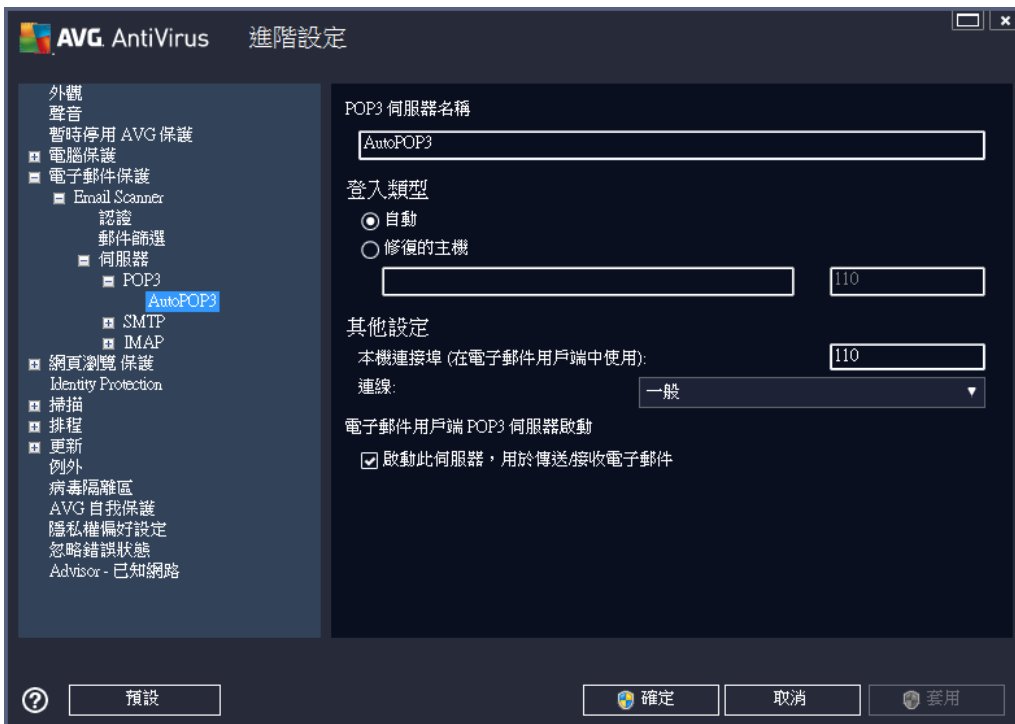 AVG AntiVirus 進階設定
外觀
聲音
暫時停用 AVG 保護
電腦保護
電子郵件保護
Email Scanner
認證
郵件篩選
伺服器
POP3
AutoPOP3
SMTP
IMAP
網頁瀏覽 保護
Identity Protection
掃描
排程
更新
例外
病毒隔離區
AVG 自我保護
隱私權偏好設定
忽略錯誤狀態
Advisor - 已知網路
POP3 伺服器名稱
AutoPOP3
登入類型
自動
修復的主機
110
其他設定
本機連接埠 (在電子郵件用戶端中使用):
110
連線:
一般
電子郵件用戶端 POP3 伺服器啟動
啟動此伺服器,用於傳送/接收電子郵件
預設
確定
取消
套用